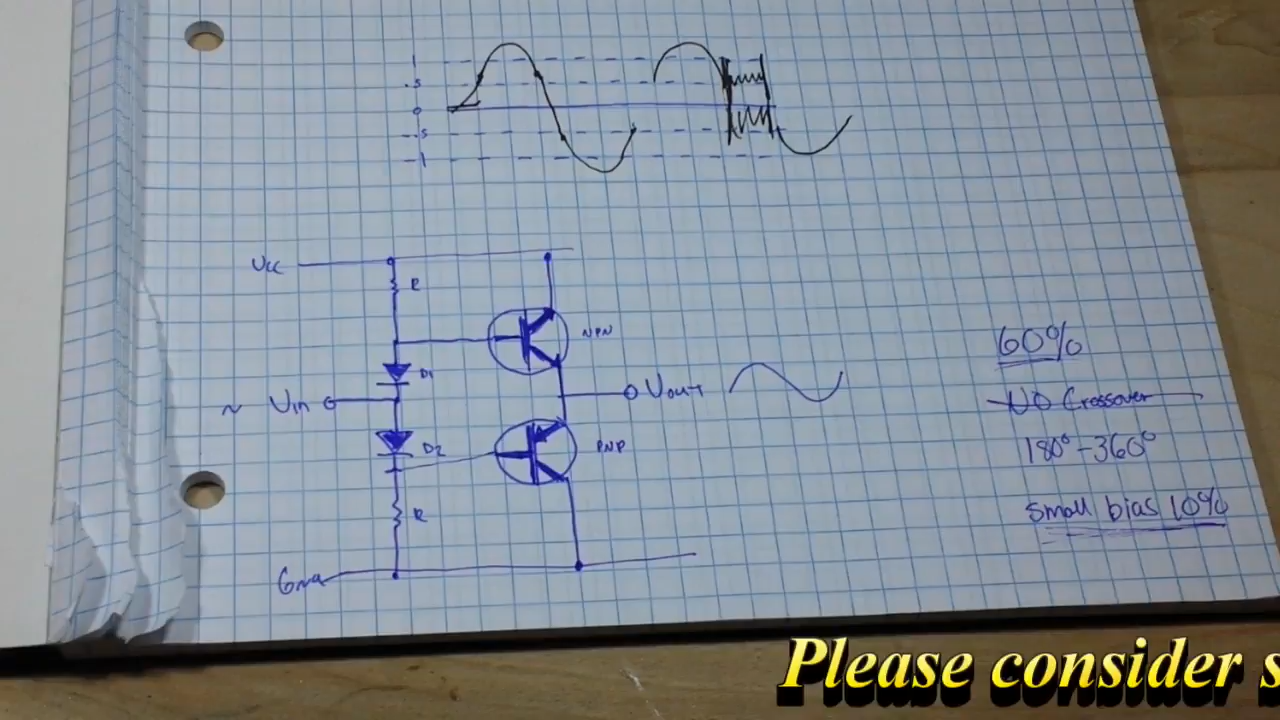 1
.5
0
-.5
-1
Vcc
R
NPN
D1
~ Vin
Vout
D2
PNP
R
Gnd
60%
No Crossover
180° - 360°
small bias 10%
Please consider s